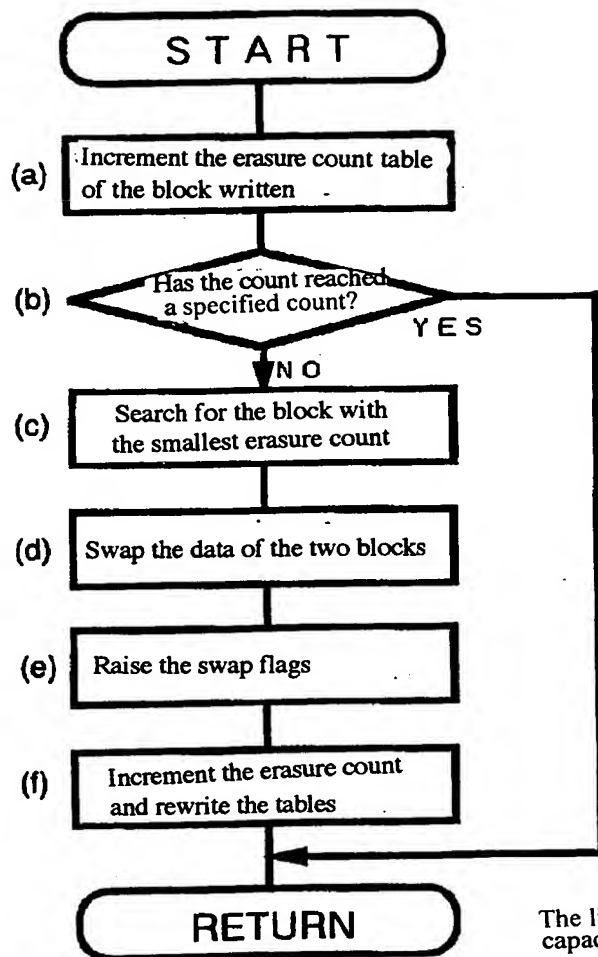 START
(a)
Increment the erasure count table
of the block written
(b)
Has the count reached
a specified count?
YES
NO
(c)
Search for the block with
the smallest erasure count
(d)
Swap the data of the two blocks
(e)
Raise the swap flags
(f)
Increment the erasure count
and rewrite the tables
RETURN
The